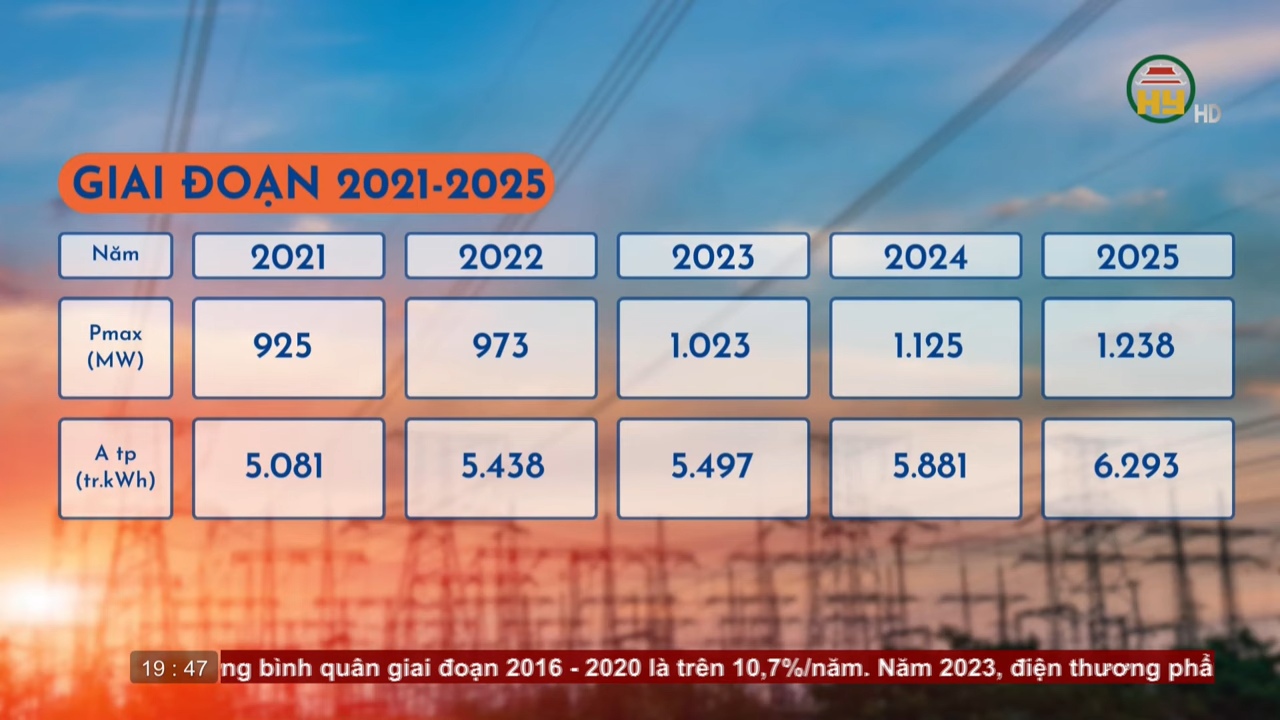 HY HD
GIAI ĐOẠN 2021-2025
Năm 2021 2022 2023 2024 2025
Pmax
(MW) 925 973 1.023 1.125 1.238
A tp
(tr.kWh) 5.081 5.438 5.497 5.881 6.293
19 : 47 ng bình quân giai đoạn 2016 - 2020 là trên 10,7%/năm. Năm 2023, điện thương phẩ